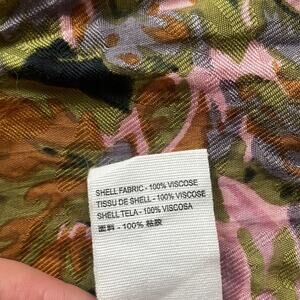 SHELL FABRIC - 100% VISCOSE
TISSU DE SHELL - 100% VISCOSE
SHELL TELA - 100% VISCOSA
面料 - 100% 粘胶